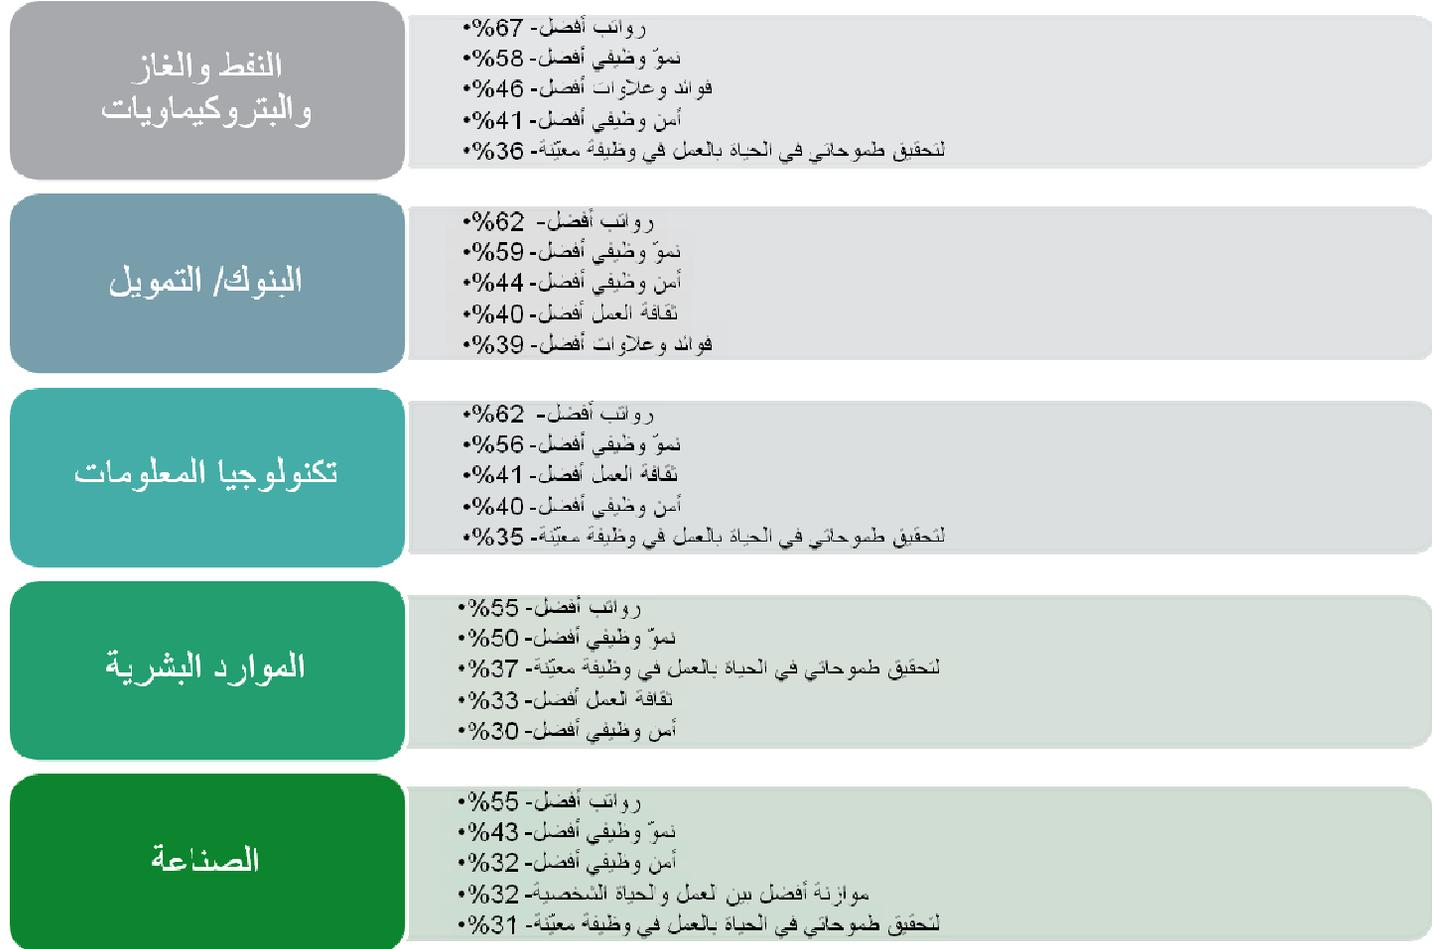 النفط والغاز
والبتروكيماويات
•%67 -رواتب أفضل
•%58 -نموّ وظيفي أفضل
•%46 -فوائد وعلاوات أفضل
•%41 -أمن وظيفي أفضل
•%36 -لتحقيق طموحاتي في الحياة بالعمل في وظيفة معيّنة
البنوك/ التمويل
•%62 -رواتب أفضل
•%59 -نموّ وظيفي أفضل
•%44 -أمن وظيفي أفضل
•%40 -ثقافة العمل أفضل
•%39 -فوائد وعلاوات أفضل
تكنولوجيا المعلومات
•%62 -رواتب أفضل
•%56 -نموّ وظيفي أفضل
•%41 -ثقافة العمل أفضل
•%40 -أمن وظيفي أفضل
•%35 -لتحقيق طموحاتي في الحياة بالعمل في وظيفة معيّنة
الموارد البشرية
•%55 -رواتب أفضل
•%50 -نموّ وظيفي أفضل
•%37 -لتحقيق طموحاتي في الحياة بالعمل في وظيفة معيّنة
•%33 -ثقافة العمل أفضل
•%30 -أمن وظيفي أفضل
الصناعة
•%55 -رواتب أفضل
•%43 -نموّ وظيفي أفضل
•%32 -أمن وظيفي أفضل
•%32 -موازنة أفضل بين لعمل والحياة الشخصية
•%31 -لتحقيق طموحاتي في الحياة بالعمل في وظيفة معيّنة